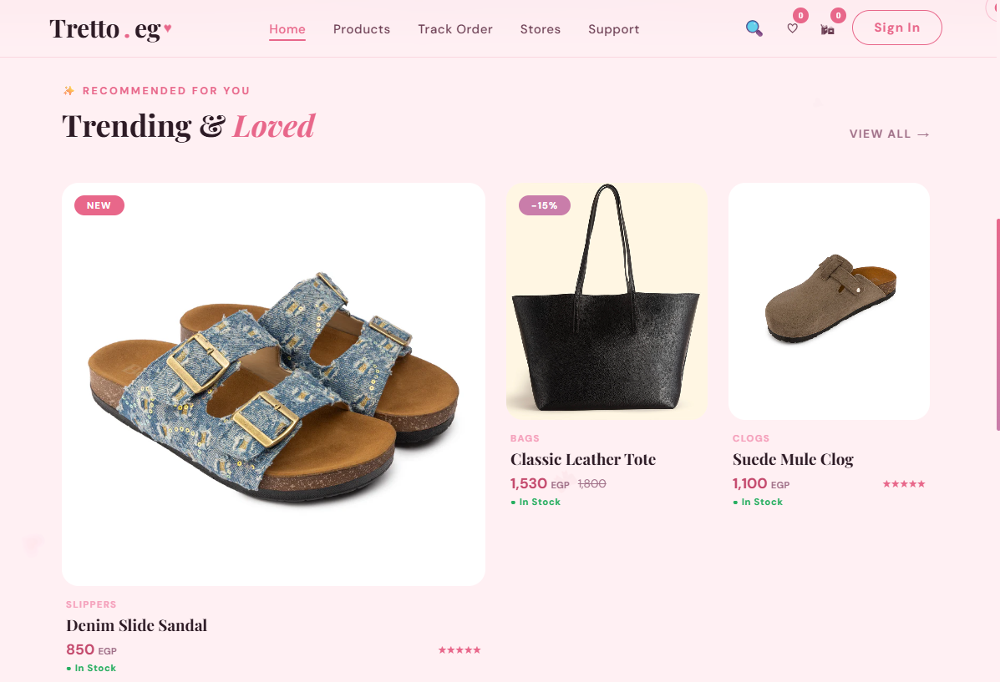 Tretto.eg♥
Home Products Track Order Stores Support 0 0 Sign In
✨ RECOMMENDED FOR YOU
Trending & Loved
VIEW ALL →
NEW
-15%
BAGS
Classic Leather Tote
1,530 EGP 1,800
● In Stock
CLOGS
Suede Mule Clog
1,100 EGP ★★★★★
● In Stock
SLIPPERS
Denim Slide Sandal
850 EGP ★★★★★
● In Stock